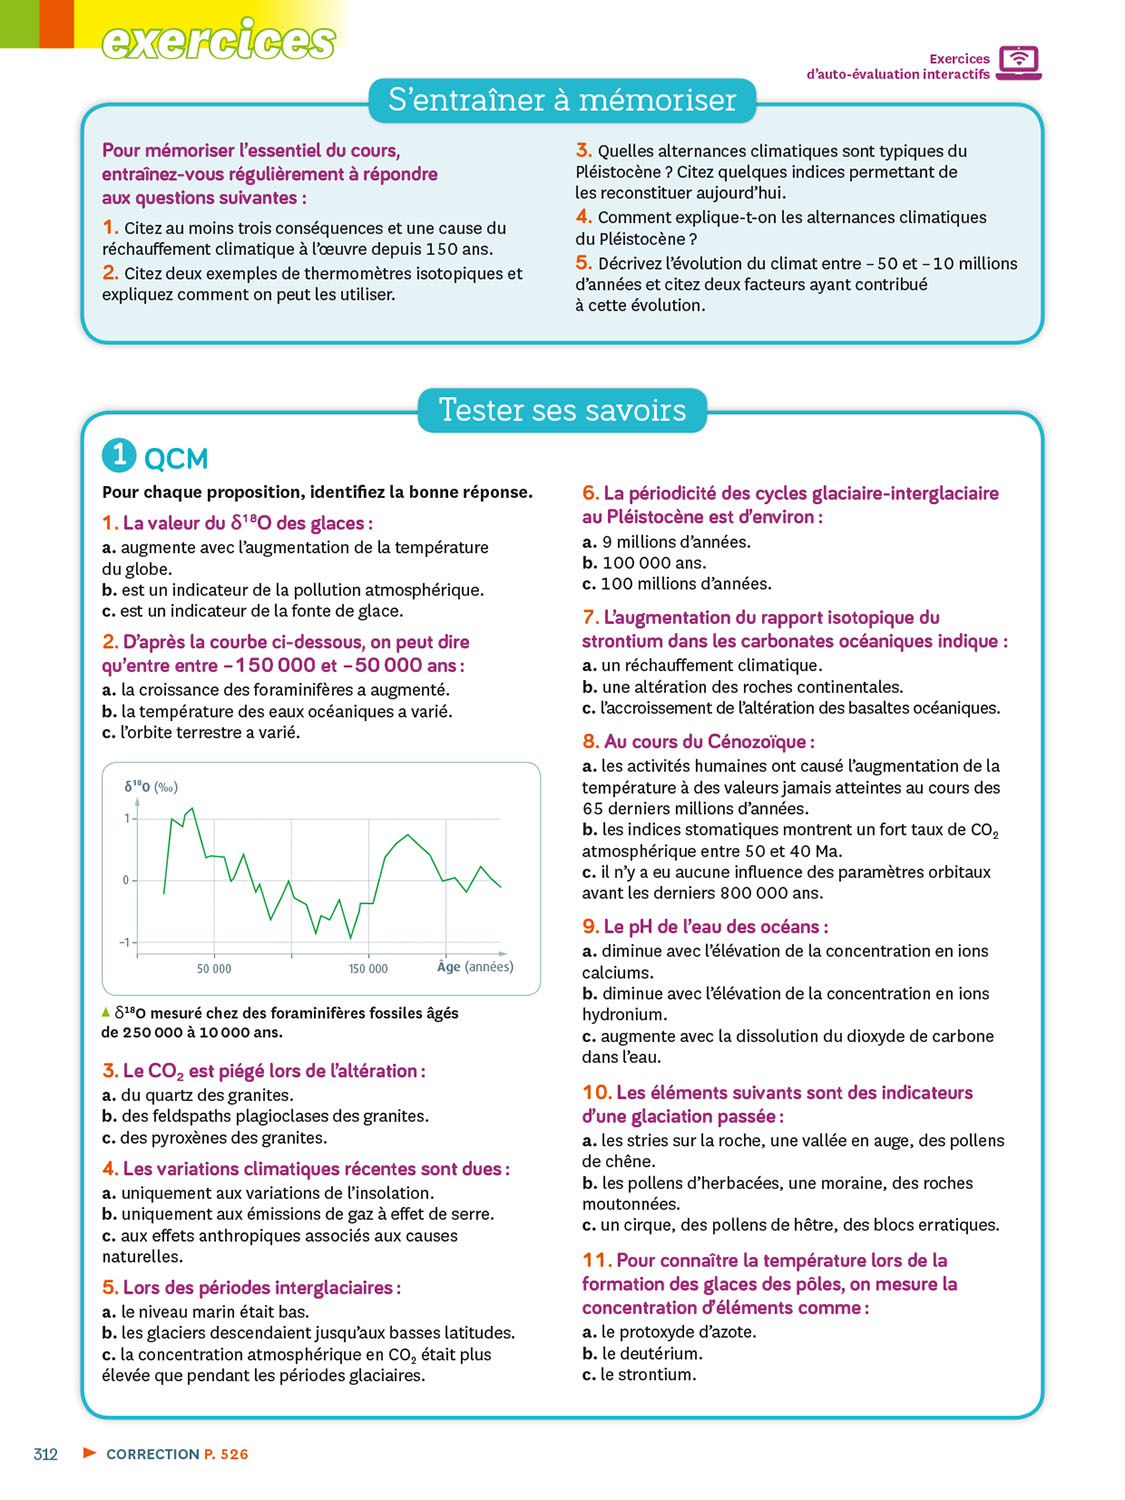 exercices
Exercices
d’auto-évaluation interactifs
S’entraîner à mémoriser
Pour mémoriser l’essentiel du cours,
entraînez-vous régulièrement à répondre
aux questions suivantes :
1. Citez au moins trois conséquences et une cause du
réchauffement climatique à l’œuvre depuis 150 ans.
2. Citez deux exemples de thermomètres isotopiques et
expliquez comment on peut les utiliser.
3. Quelles alternances climatiques sont typiques du
Pléistocène ? Citez quelques indices permettant de
les reconstituer aujourd’hui.
4. Comment explique-t-on les alternances climatiques
du Pléistocène ?
5. Décrivez l’évolution du climat entre – 50 et – 10 millions
d’années et citez deux facteurs ayant contribué
à cette évolution.
Tester ses savoirs
1 QCM
Pour chaque proposition, identifiez la bonne réponse.
1. La valeur du δ¹⁸O des glaces :
a. augmente avec l’augmentation de la température
du globe.
b. est un indicateur de la pollution atmosphérique.
c. est un indicateur de la fonte de glace.
2. D’après la courbe ci-dessous, on peut dire
qu’entre entre – 150 000 et – 50 000 ans :
a. la croissance des foraminifères a augmenté.
b. la température des eaux océaniques a varié.
c. l’orbite terrestre a varié.
δ¹⁸O (‰)
1
0
–1
50 000
150 000
Âge (années)
▲ δ¹⁸O mesuré chez des foraminifères fossiles âgés
de 250 000 à 10 000 ans.
3. Le CO₂ est piégé lors de l’altération :
a. du quartz des granites.
b. des feldspaths plagioclases des granites.
c. des pyroxènes des granites.
4. Les variations climatiques récentes sont dues :
a. uniquement aux variations de l’insolation.
b. uniquement aux émissions de gaz à effet de serre.
c. aux effets anthropiques associés aux causes
naturelles.
5. Lors des périodes interglaciaires :
a. le niveau marin était bas.
b. les glaciers descendaient jusqu’aux basses latitudes.
c. la concentration atmosphérique en CO₂ était plus
élevée que pendant les périodes glaciaires.
6. La périodicité des cycles glaciaire-interglaciaire
au Pléistocène est d’environ :
a. 9 millions d’années.
b. 100 000 ans.
c. 100 millions d’années.
7. L’augmentation du rapport isotopique du
strontium dans les carbonates océaniques indique :
a. un réchauffement climatique.
b. une altération des roches continentales.
c. l’accroissement de l’altération des basaltes océaniques.
8. Au cours du Cénozoïque :
a. les activités humaines ont causé l’augmentation de la
température à des valeurs jamais atteintes au cours des
65 derniers millions d’années.
b. les indices stomatiques montrent un fort taux de CO₂
atmosphérique entre 50 et 40 Ma.
c. il n’y a eu aucune influence des paramètres orbitaux
avant les derniers 800 000 ans.
9. Le pH de l’eau des océans :
a. diminue avec l’élévation de la concentration en ions
calciums.
b. diminue avec l’élévation de la concentration en ions
hydronium.
c. augmente avec la dissolution du dioxyde de carbone
dans l’eau.
10. Les éléments suivants sont des indicateurs
d’une glaciation passée :
a. les stries sur la roche, une vallée en auge, des pollens
de chêne.
b. les pollens d’herbacées, une moraine, des roches
moutonnées.
c. un cirque, des pollens de hêtre, des blocs erratiques.
11. Pour connaître la température lors de la
formation des glaces des pôles, on mesure la
concentration d’éléments comme :
a. le protoxyde d’azote.
b. le deutérium.
c. le strontium.
312 ► CORRECTION P. 526